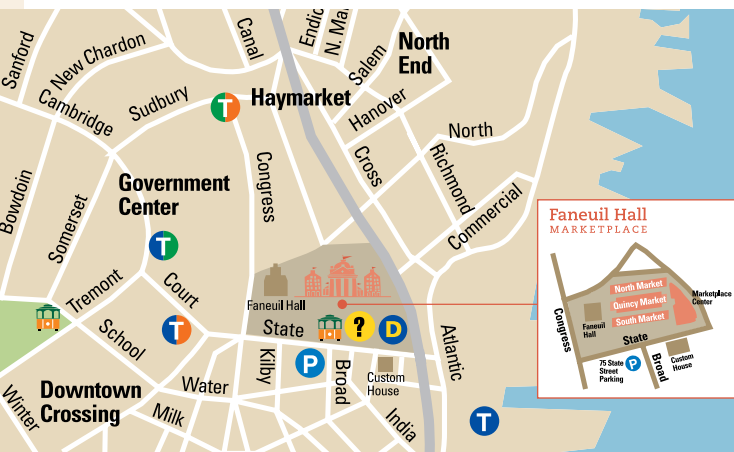 Sanford
New Chardon
Canal
Endic
N. Ma
Salem
North
End
Cambridge
Sudbury
T
Haymarket
Hanover
North
Bowdoin
Somerset
Government
Center
Congress
Cross
Richmond
Commercial
T
Tremont
Court
Faneuil Hall
State
?
D
T
School
Kilby
P
Broad
Custom
House
Atlantic
Downtown
Crossing
Water
Milk
Winter
India
T
Faneuil Hall
MARKETPLACE
North Market
Quincy Market
South Market
Marketplace
Center
Faneuil
Hall
Congress
State
75 State
Street
Parking
P
Broad
Custom
House